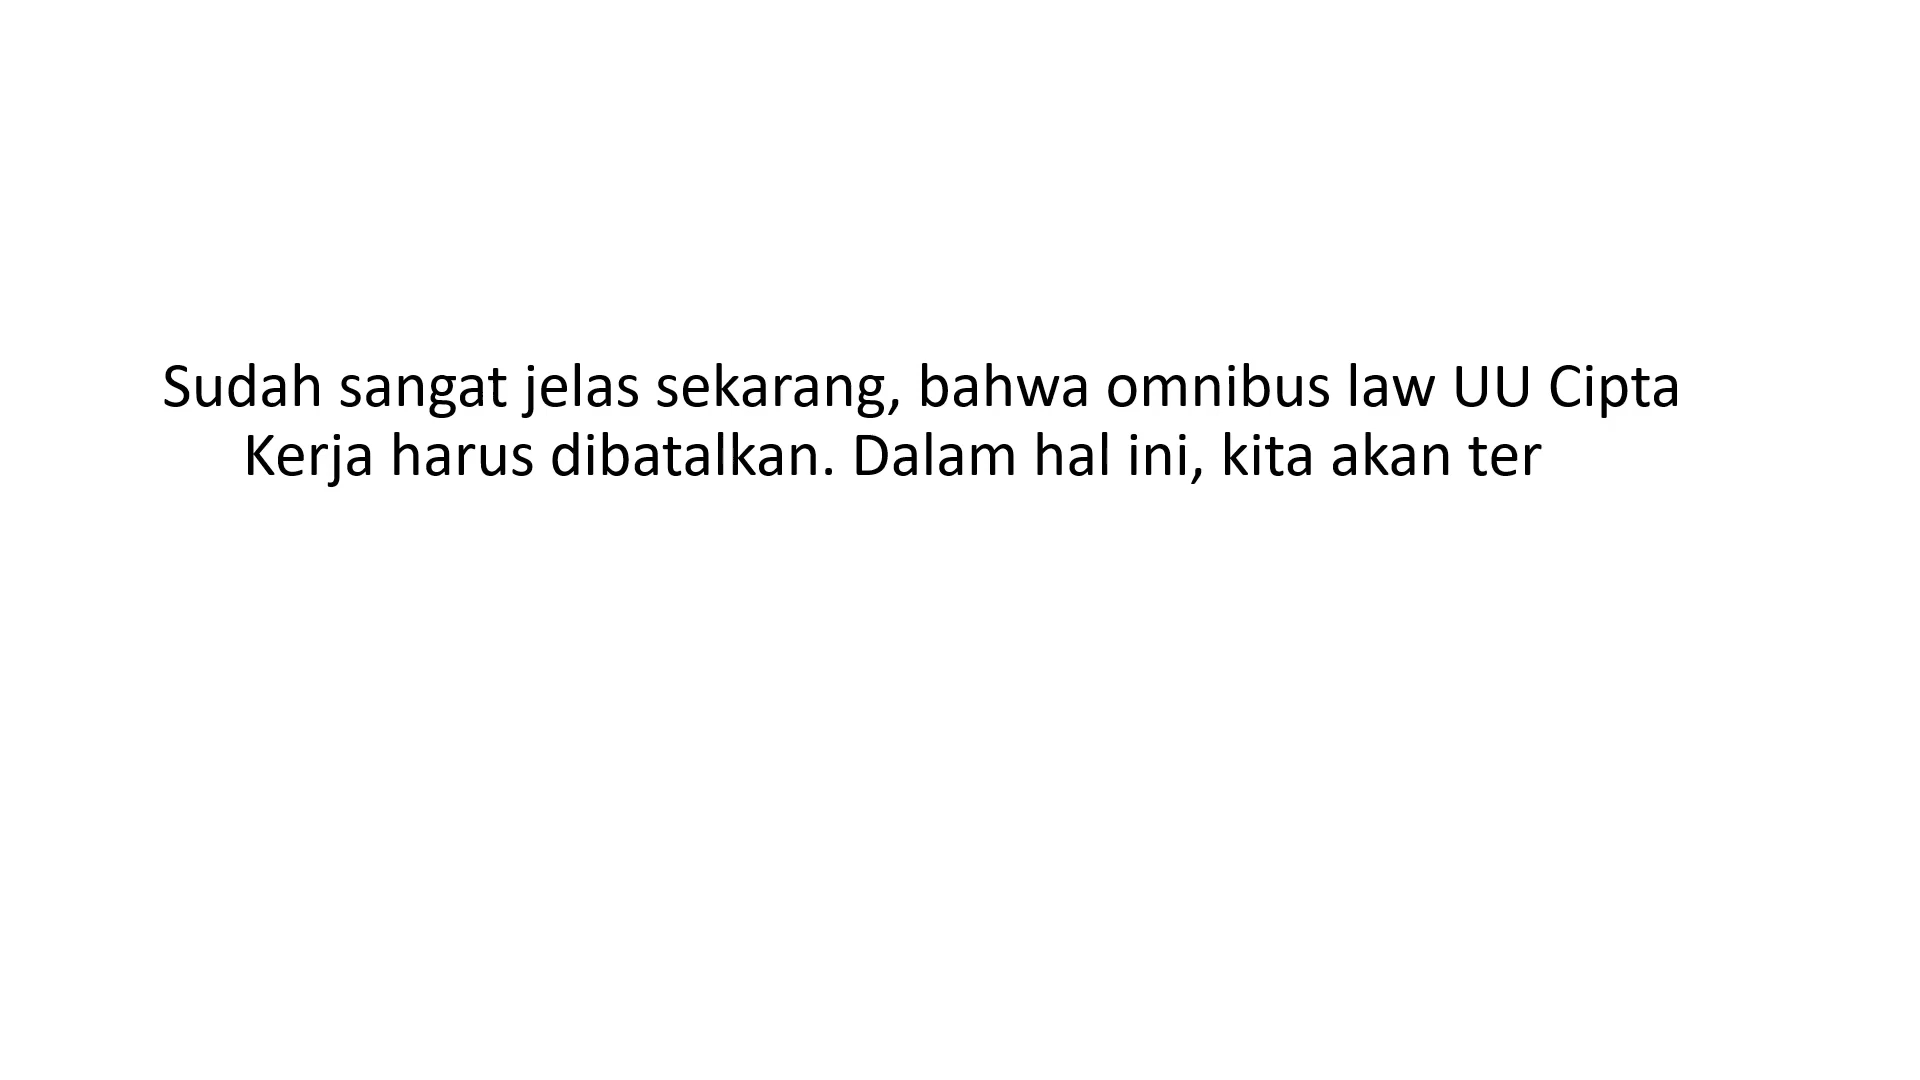 Sudah sangat jelas sekarang, bahwa omnibus law UU Cipta
Kerja harus dibatalkan. Dalam hal ini, kita akan ter